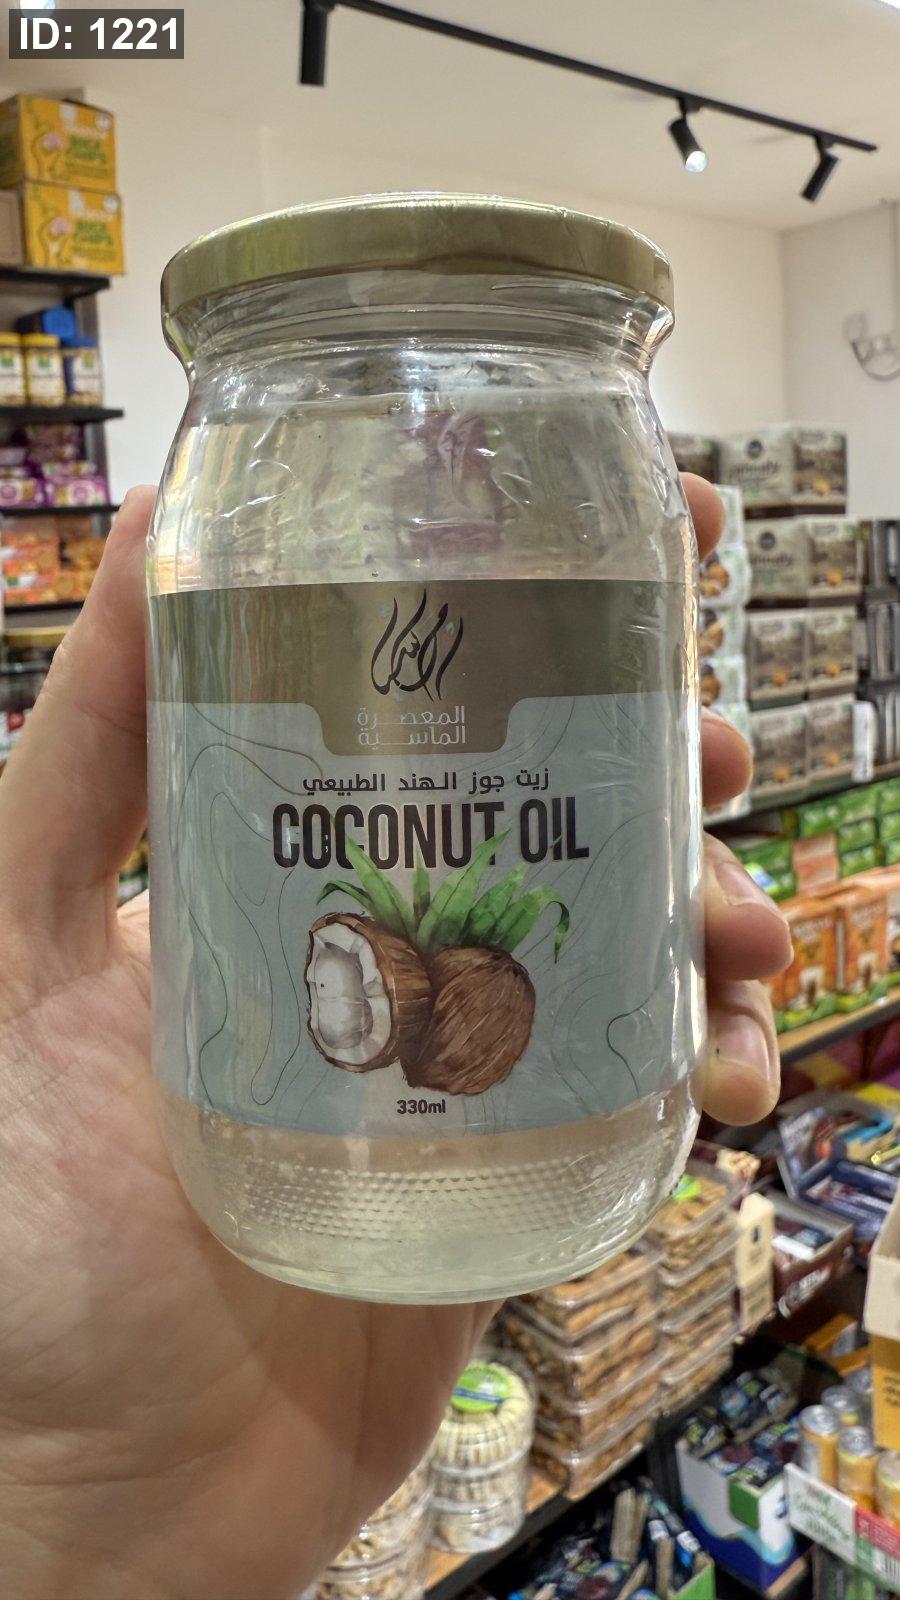 ID: 1221
المعصرة
الماسية
زيت جوز الهند الطبيعي
COCONUT OIL
330ml